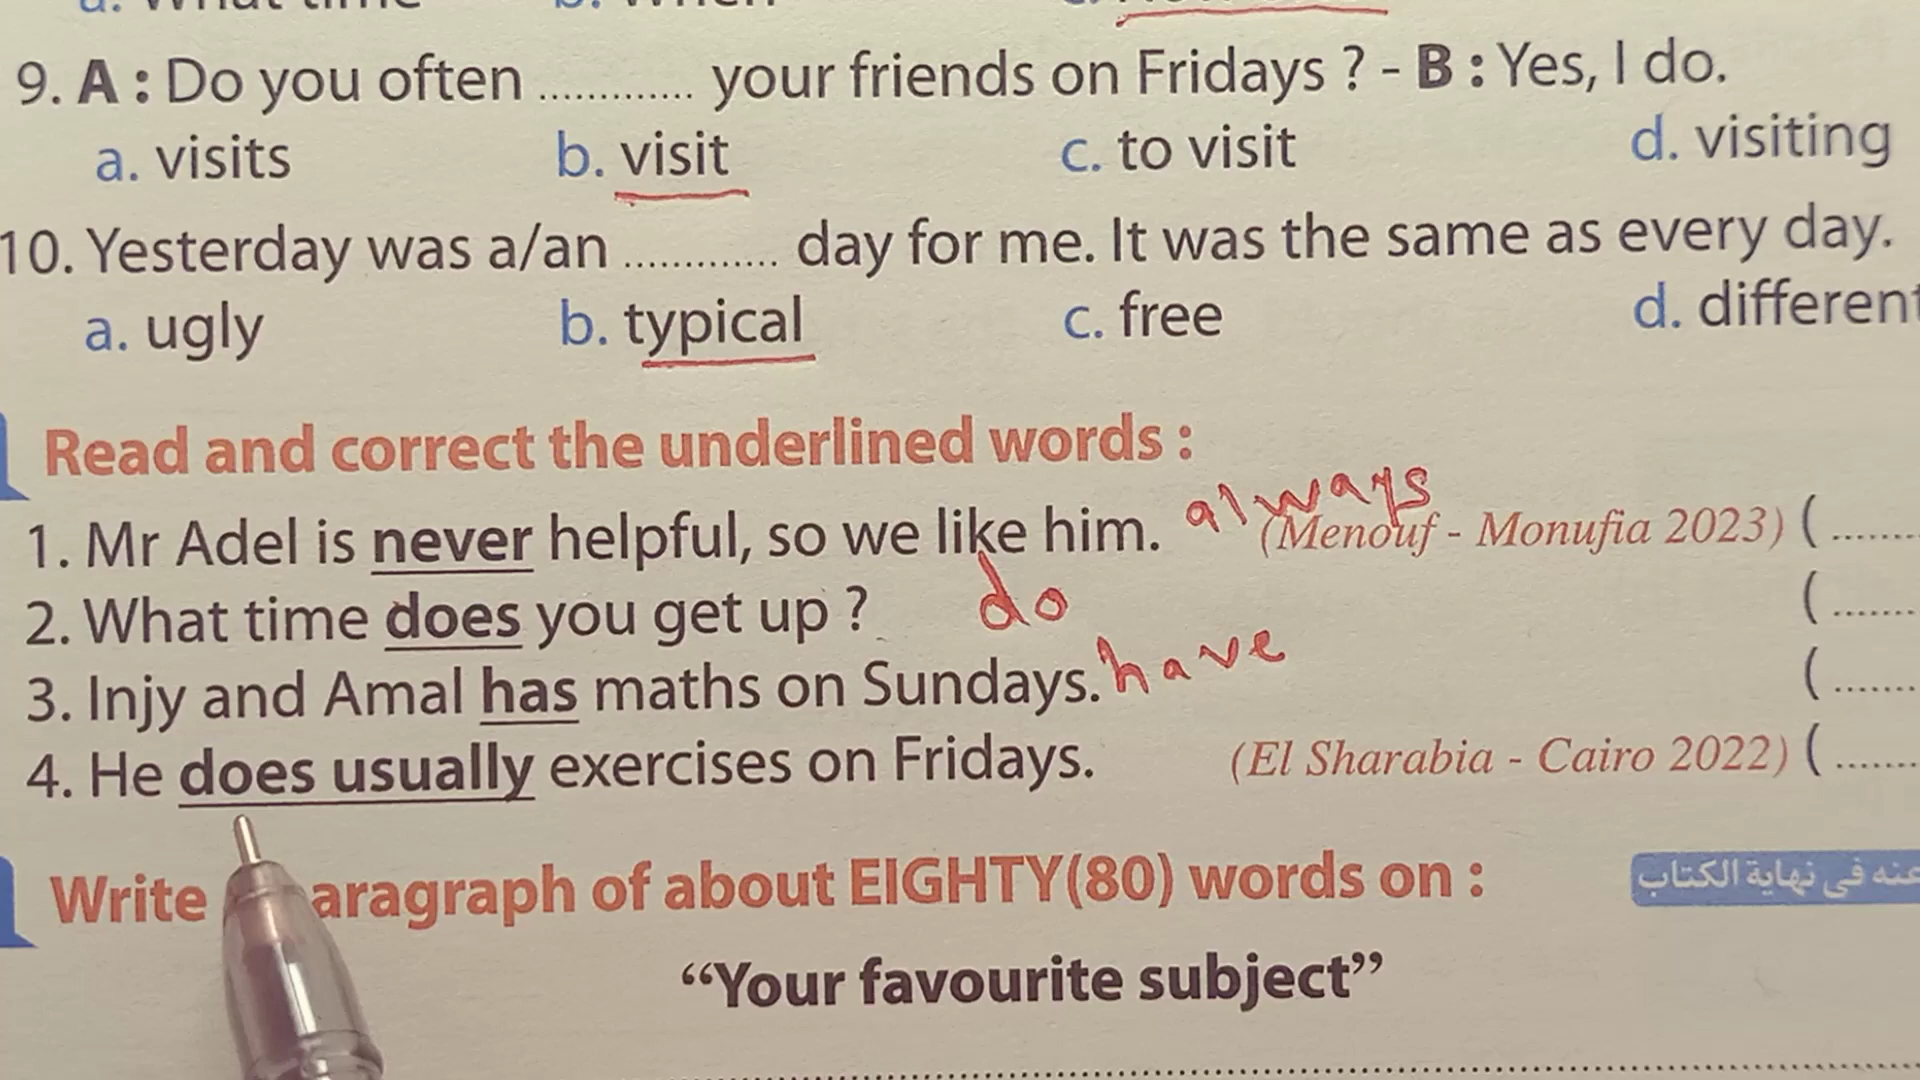 9. A : Do you often ............. your friends on Fridays ? - B : Yes, I do.
a. visits b. visit c. to visit d. visiting
10. Yesterday was a/an ............. day for me. It was the same as every day.
a. ugly b. typical c. free d. different
Read and correct the underlined words :
1. Mr Adel is never helpful, so we like him. always (Menouf - Monufia 2023) ( ........
2. What time does you get up ? do ( ........
3. Injy and Amal has maths on Sundays. have ( ........
4. He does usually exercises on Fridays. (El Sharabia - Cairo 2022) ( ........
Write aragraph of about EIGHTY(80) words on : عنه فى نهاية الكتاب
“Your favourite subject”